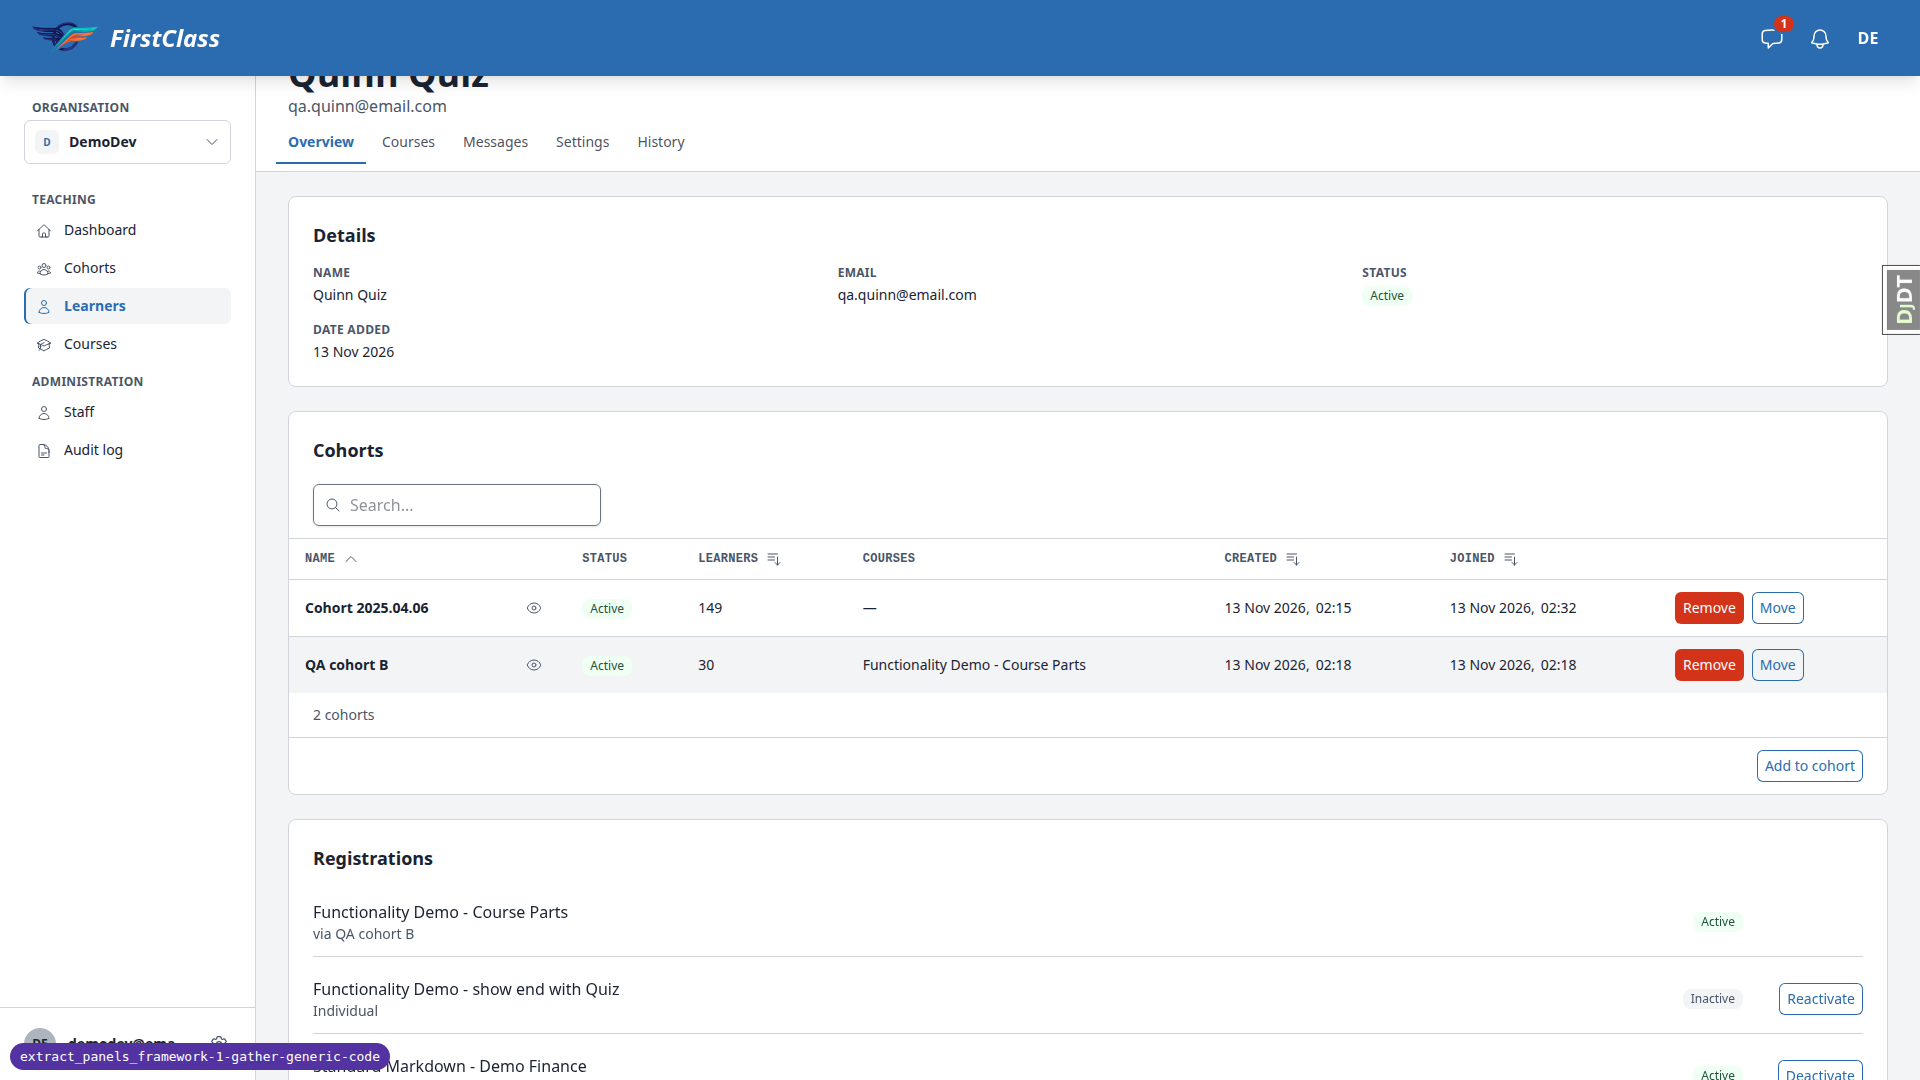 FirstClass
1
DE
ORGANISATION
D DemoDev
TEACHING
Dashboard
Cohorts
Learners
Courses
ADMINISTRATION
Staff
Audit log
Quinn Quiz
qa.quinn@email.com
Overview Courses Messages Settings History
Details
NAME EMAIL STATUS
Quinn Quiz qa.quinn@email.com Active
DATE ADDED
13 Nov 2026
DJDT
Cohorts
Search...
NAME STATUS LEARNERS COURSES CREATED JOINED
Cohort 2025.04.06 Active 149 — 13 Nov 2026, 02:15 13 Nov 2026, 02:32 Remove Move
QA cohort B Active 30 Functionality Demo - Course Parts 13 Nov 2026, 02:18 13 Nov 2026, 02:18 Remove Move
2 cohorts
Add to cohort
Registrations
Functionality Demo - Course Parts
via QA cohort B
Active
Functionality Demo - show end with Quiz
Individual
Inactive Reactivate
Standard Markdown - Demo Finance
Active Deactivate
DE demodev@ema...
extract_panels_framework-1-gather-generic-code